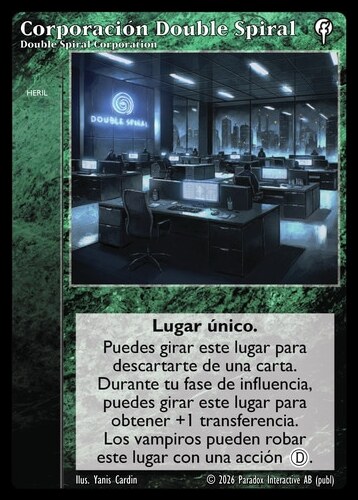 Corporación Double Spiral
Double Spiral Corporation
HERIL
DOUBLE SPIRAL
Lugar único.
Puedes girar este lugar para
descartarte de una carta.
Durante tu fase de influencia,
puedes girar este lugar para
obtener +1 transferencia.
Los vampiros pueden robar
este lugar con una acción Ⓓ.
Ilus. Yanis Cardin
© 2026 Paradox Interactive AB (publ)